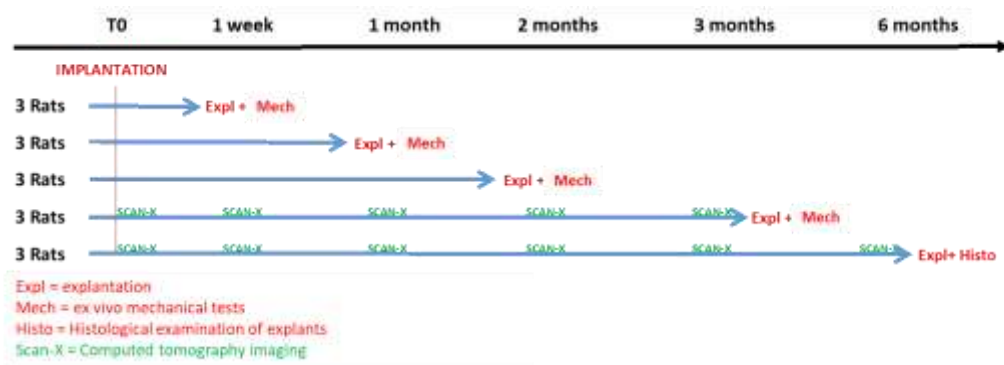 T0 1 week 1 month 2 months 3 months 6 months
IMPLANTATION
3 Rats Expl + Mech
3 Rats Expl + Mech
3 Rats Expl + Mech
3 Rats SCAN-X SCAN-X SCAN-X SCAN-X SCAN-X Expl + Mech
3 Rats SCAN-X SCAN-X SCAN-X SCAN-X SCAN-X SCAN-X Expl+ Histo
Expl = explantation
Mech = ex vivo mechanical tests
Histo = Histological examination of explants
Scan-X = Computed tomography imaging